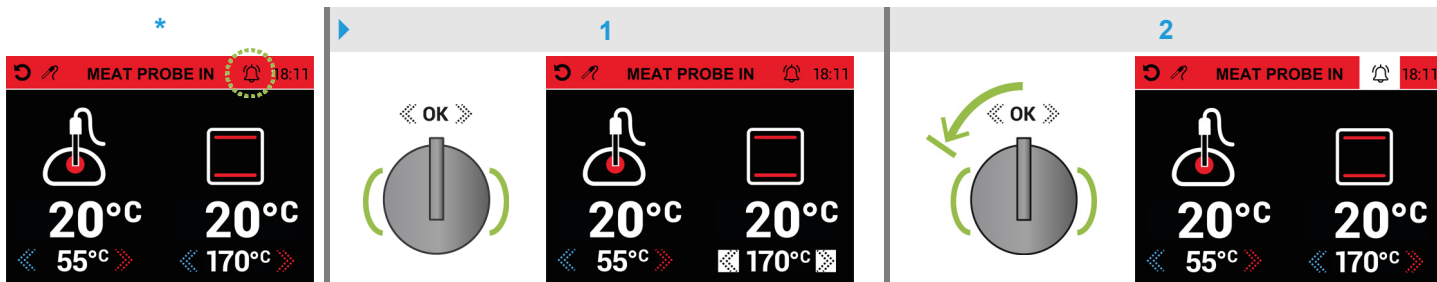 *
1
2
MEAT PROBE IN 18:11
20°C 20°C
55°C 170°C
OK
MEAT PROBE IN 18:11
20°C 20°C
55°C 170°C
OK
MEAT PROBE IN 18:11
20°C 20°C
55°C 170°C